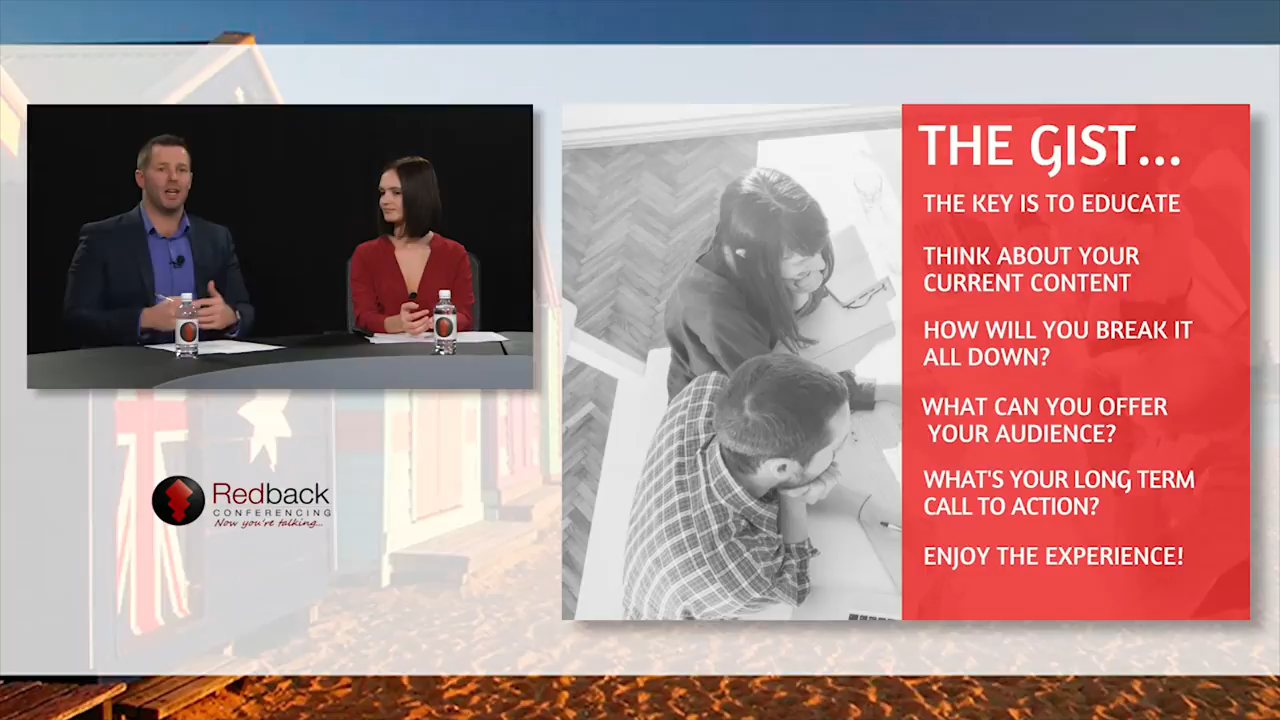 Redback
CONFERENCING
Now you're talking...
THE GIST...
THE KEY IS TO EDUCATE
THINK ABOUT YOUR
CURRENT CONTENT
HOW WILL YOU BREAK IT
ALL DOWN?
WHAT CAN YOU OFFER
YOUR AUDIENCE?
WHAT'S YOUR LONG TERM
CALL TO ACTION?
ENJOY THE EXPERIENCE!